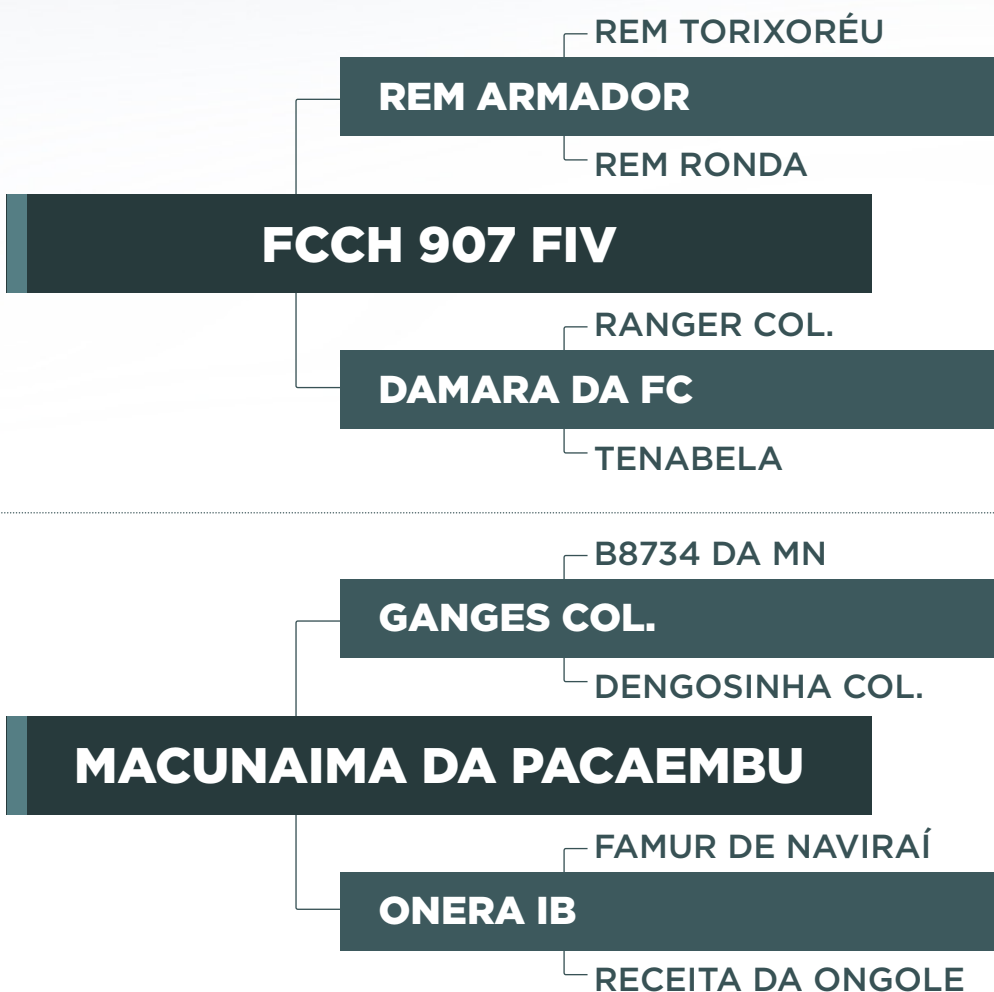 REM TORIXORÉU
REM ARMADOR
REM RONDA
FCCH 907 FIV
RANGER COL.
DAMARA DA FC
TENABELA
B8734 DA MN
GANGES COL.
DENGOSINHA COL.
MACUNAIMA DA PACAEMBU
FAMUR DE NAVIRAÍ
ONERA IB
RECEITA DA ONGOLE